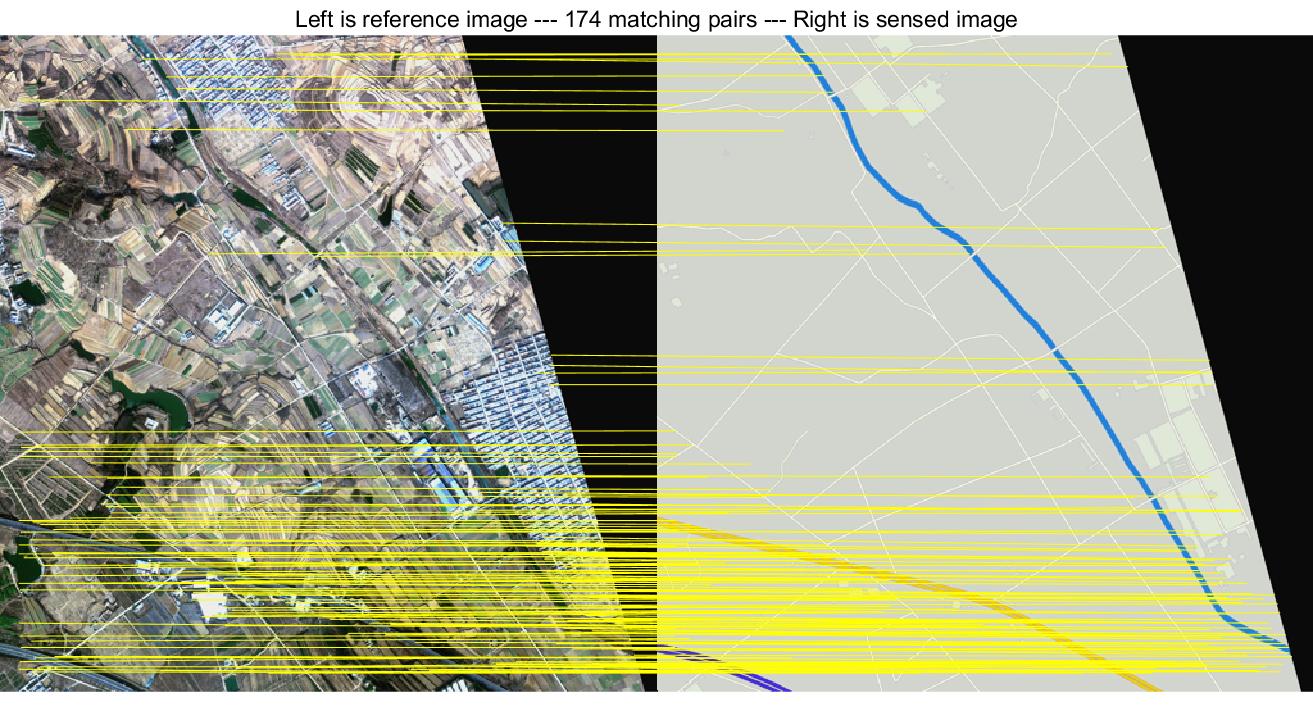 Left is reference image --- 174 matching pairs --- Right is sensed image